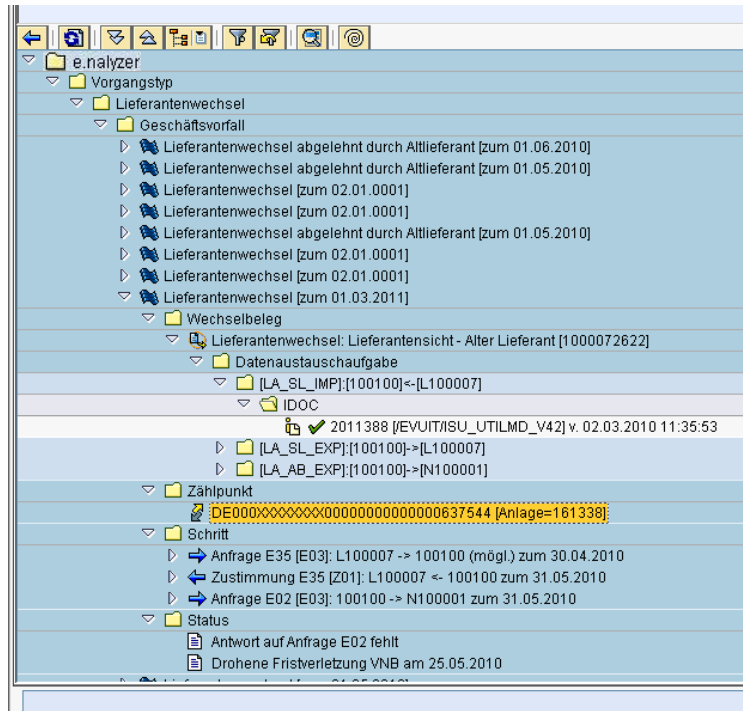 e.nalyzer
Vorgangstyp
Lieferantenwechsel
Geschäftsvorfall
Lieferantenwechsel abgelehnt durch Altlieferant [zum 01.06.2010]
Lieferantenwechsel abgelehnt durch Altlieferant [zum 01.05.2010]
Lieferantenwechsel [zum 02.01.0001]
Lieferantenwechsel [zum 02.01.0001]
Lieferantenwechsel abgelehnt durch Altlieferant [zum 01.05.2010]
Lieferantenwechsel [zum 02.01.0001]
Lieferantenwechsel [zum 02.01.0001]
Lieferantenwechsel [zum 01.03.2011]
Wechselbeleg
Lieferantenwechsel: Lieferantensicht - Alter Lieferant [1000072622]
Datenaustauschaufgabe
[LA_SL_IMP]:[100100]<-[L100007]
IDOC
2011388 [/EVUIT/ISU_UTILMD_V42] v. 02.03.2010 11:35:53
[LA_SL_EXP]:[100100]->[L100007]
[LA_AB_EXP]:[100100]->[N100001]
Zählpunkt
[Anlage=161338]
Schritt
Anfrage E35 [E03]: L100007 -> 100100 (mögl.) zum 30.04.2010
Zustimmung E35 [Z01]: L100007 <- 100100 zum 31.05.2010
Anfrage E02 [E03]: 100100 -> N100001 zum 31.05.2010
Status
Antwort auf Anfrage E02 fehlt
Drohene Fristverletzung VNB am 25.05.2010